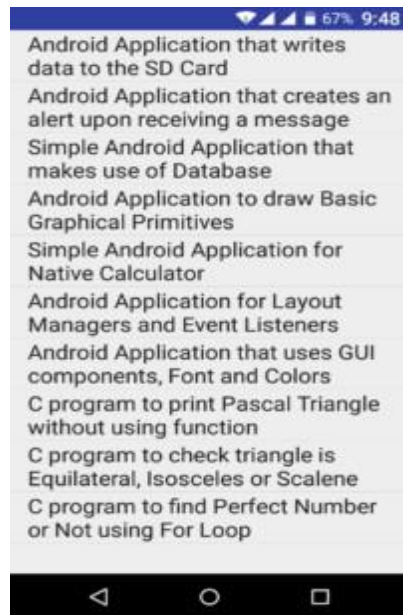 67% 9:48
Android Application that writes
data to the SD Card
Android Application that creates an
alert upon receiving a message
Simple Android Application that
makes use of Database
Android Application to draw Basic
Graphical Primitives
Simple Android Application for
Native Calculator
Android Application for Layout
Managers and Event Listeners
Android Application that uses GUI
components, Font and Colors
C program to print Pascal Triangle
without using function
C program to check triangle is
Equilateral, Isosceles or Scalene
C program to find Perfect Number
or Not using For Loop